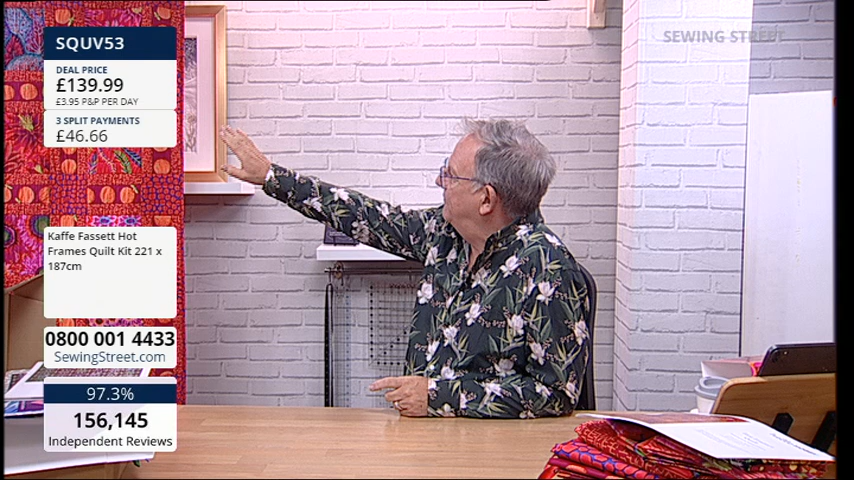 SQUV53
DEAL PRICE
£139.99
£3.95 P&P PER DAY
3 SPLIT PAYMENTS
£46.66
Kaffe Fassett Hot
Frames Quilt Kit 221 x
187cm
0800 001 4433
SewingStreet.com
97.3%
156,145
Independent Reviews
SEWING STREET